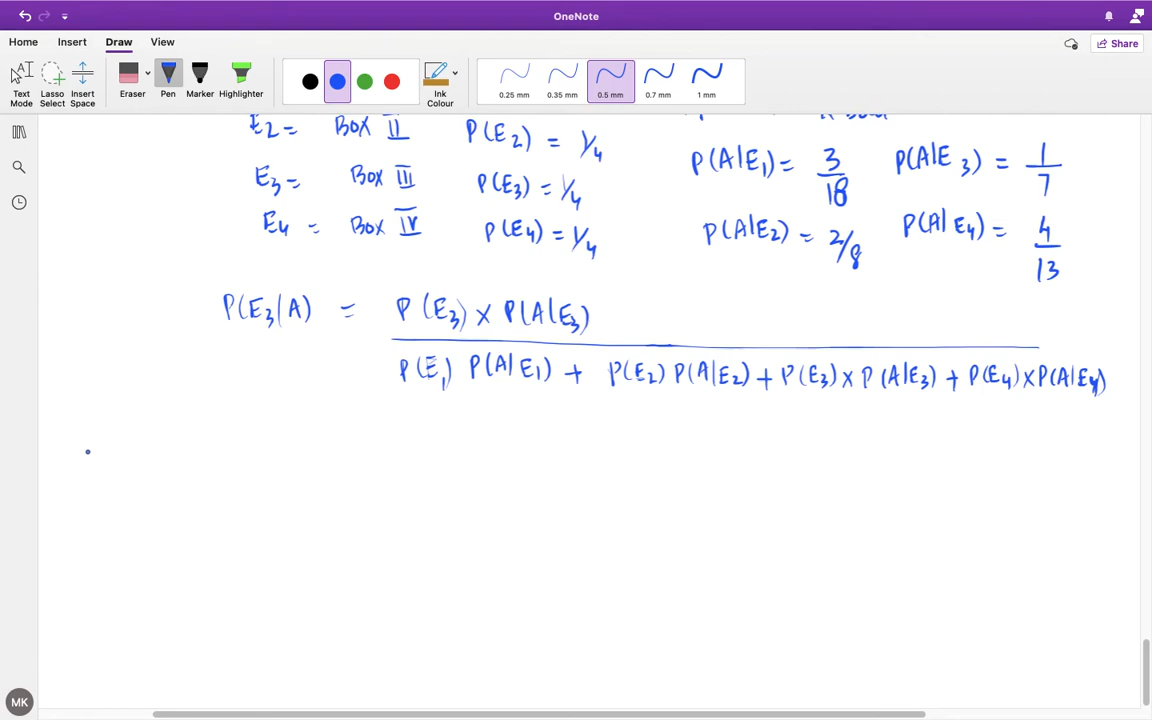 OneNote
Home Insert Draw View Share
Text Mode Lasso Select Insert Space Eraser Pen Marker Highlighter Ink Colour 0.25 mm 0.35 mm 0.5 mm 0.7 mm 1 mm
E2 = Box II P(E2) = 1/4
E3 = Box III P(E3) = 1/4
E4 = Box IV P(E4) = 1/4
P(A|E1) = 3/18 P(A|E3) = 1/7
P(A|E2) = 2/8 P(A|E4) = 4/13
P(E3|A) = P(E3) × P(A|E3)
P(E1) P(A|E1) + P(E2) P(A|E2) + P(E3) × P(A|E3) + P(E4) × P(A|E4)
MK